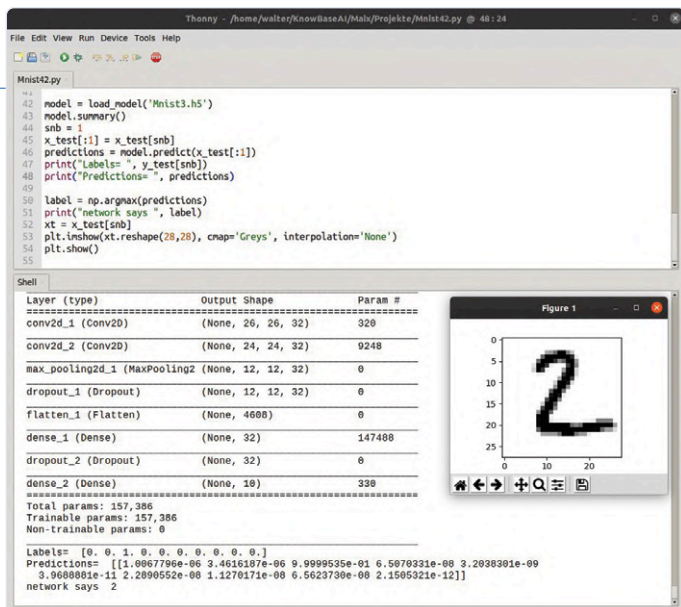 Thonny - /home/walter/KnowBaseAI/Maix/Projekte/Mnist42.py @ 48:24
File Edit View Run Device Tools Help
Mnist42.py
41
42 model = load_model('Mnist3.h5')
43 model.summary()
44 snb = 1
45 x_test[:1] = x_test[snb]
46 predictions = model.predict(x_test[:1])
47 print("Labels= ", y_test[snb])
48 print("Predictions= ", predictions)
49
50 label = np.argmax(predictions)
51 print("network says ", label)
52 xt = x_test[snb]
53 plt.imshow(xt.reshape(28,28), cmap='Greys', interpolation='None')
54 plt.show()
55
Shell
Layer (type) Output Shape Param #
=================================================================
conv2d_1 (Conv2D) (None, 26, 26, 32) 320
conv2d_2 (Conv2D) (None, 24, 24, 32) 9248
max_pooling2d_1 (MaxPooling2 (None, 12, 12, 32) 0
dropout_1 (Dropout) (None, 12, 12, 32) 0
flatten_1 (Flatten) (None, 4608) 0
dense_1 (Dense) (None, 32) 147488
dropout_2 (Dropout) (None, 32) 0
dense_2 (Dense) (None, 10) 330
=================================================================
Total params: 157,386
Trainable params: 157,386
Non-trainable params: 0
Labels= [0. 0. 1. 0. 0. 0. 0. 0. 0. 0.]
Predictions= [[1.0067796e-06 3.4616187e-06 9.9999535e-01 6.5070331e-08 3.2038301e-09
3.9688881e-11 2.2890552e-08 1.1270171e-08 6.5623730e-08 2.1505321e-12]]
network says 2
Figure 1
0
5
10
15
20
25
0 10 20
2